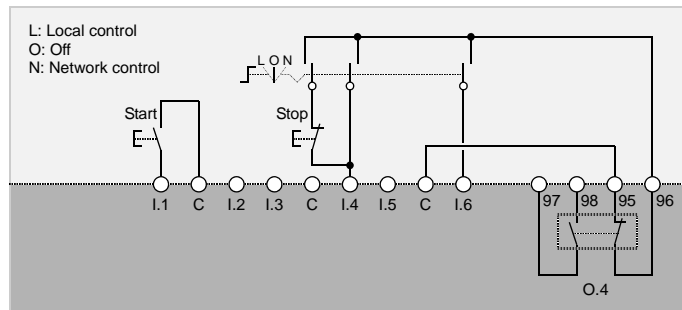 L: Local control
O: Off
N: Network control
L O N
Start
Stop
I.1 C I.2 I.3 C I.4 I.5 C I.6 97 98 95 96
O.4